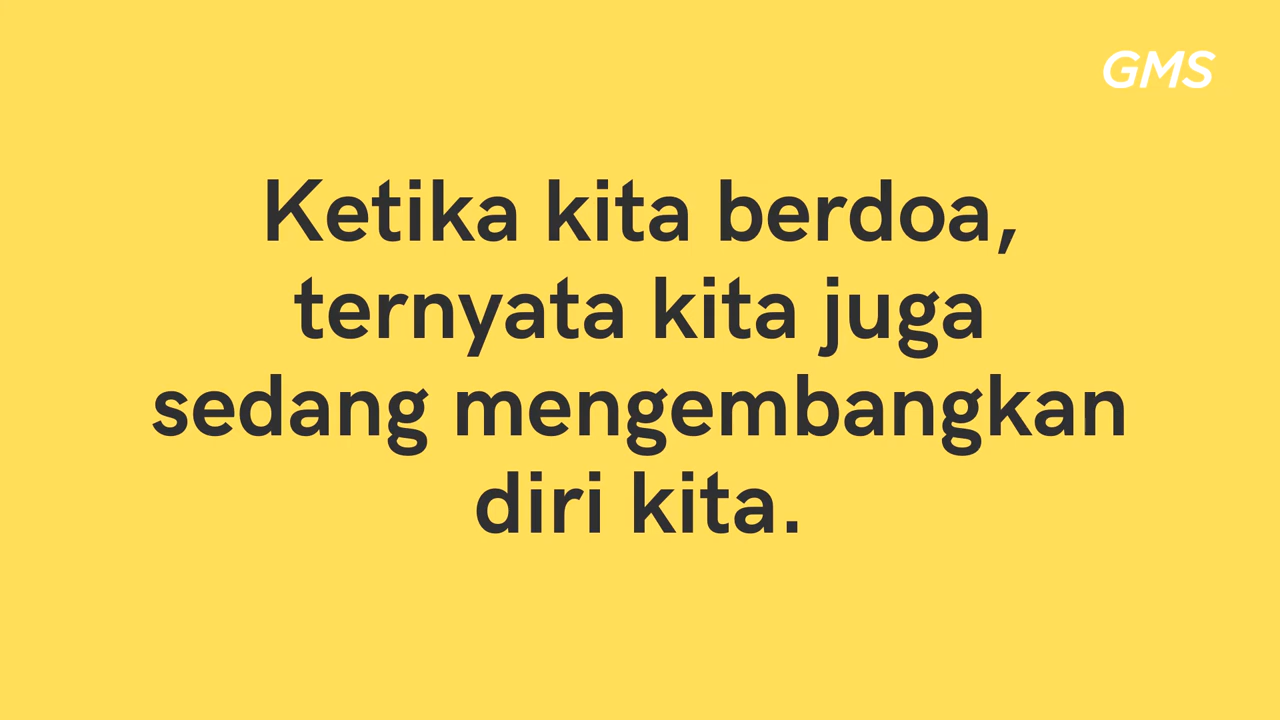 GMS
Ketika kita berdoa,
ternyata kita juga
sedang mengembangkan
diri kita.